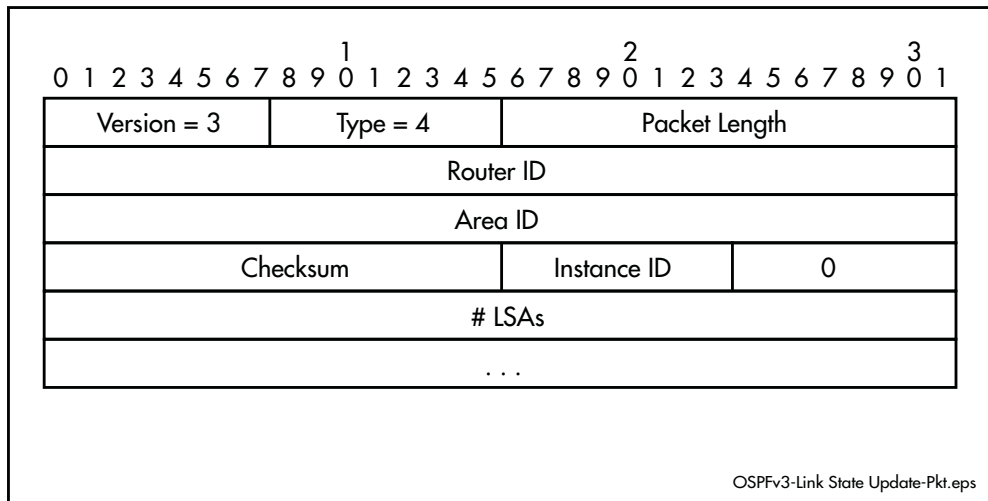 1 2 3
0 1 2 3 4 5 6 7 8 9 0 1 2 3 4 5 6 7 8 9 0 1 2 3 4 5 6 7 8 9 0 1
Version = 3 Type = 4 Packet Length
Router ID
Area ID
Checksum Instance ID 0
# LSAs
. . .
OSPFv3-Link State Update-Pkt.eps